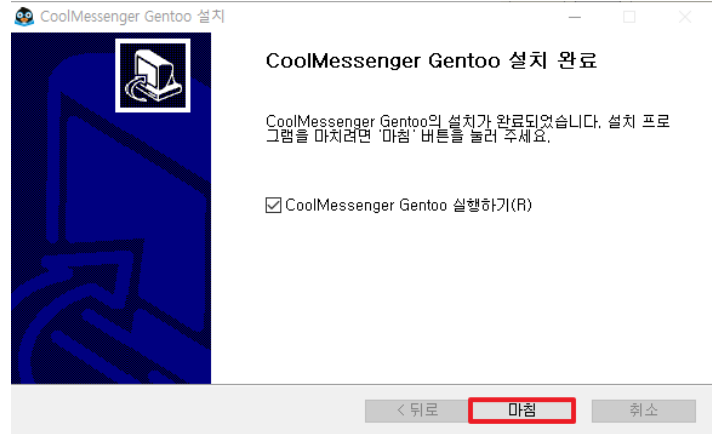 CoolMessenger Gentoo 설치
CoolMessenger Gentoo 설치 완료
CoolMessenger Gentoo의 설치가 완료되었습니다. 설치 프로
그램을 마치려면 '마침' 버튼을 눌러 주세요.
CoolMessenger Gentoo 실행하기(R)
< 뒤로 마침 취소